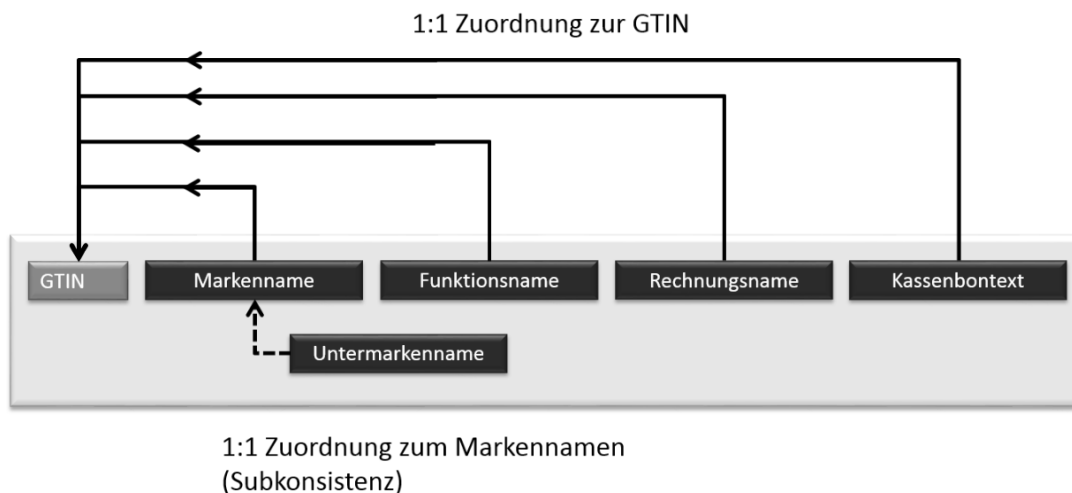 1:1 Zuordnung zur GTIN
GTIN
Markenname
Funktionsname
Rechnungsname
Kassenbontext
Untermarkenname
1:1 Zuordnung zum Markennamen
(Subkonsistenz)